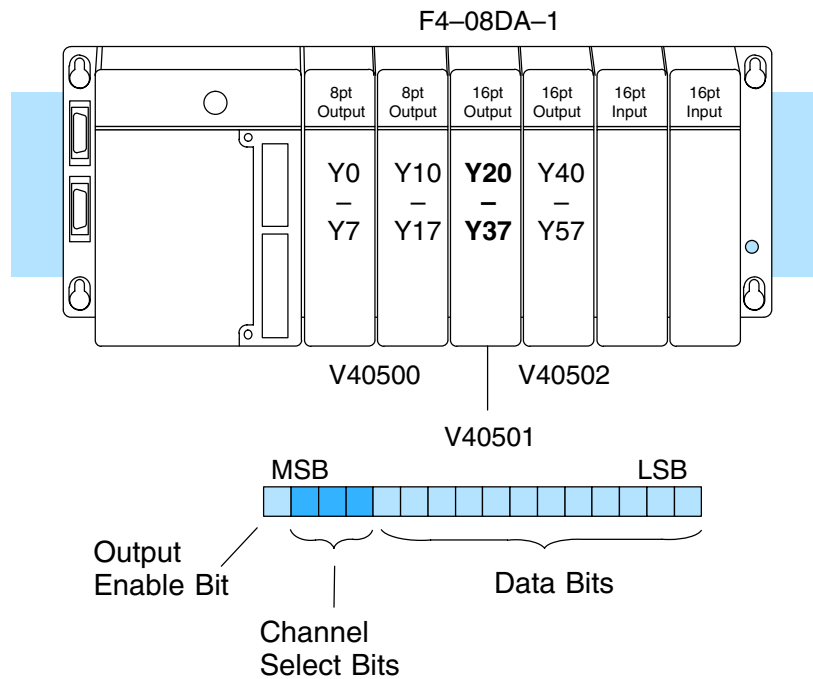 F4–08DA–1
8pt Output
8pt Output
16pt Output
16pt Output
16pt Input
16pt Input
Y0 – Y7
Y10 – Y17
Y20 – Y37
Y40 – Y57
V40500
V40502
V40501
MSB
LSB
Output
Enable Bit
Data Bits
Channel
Select Bits